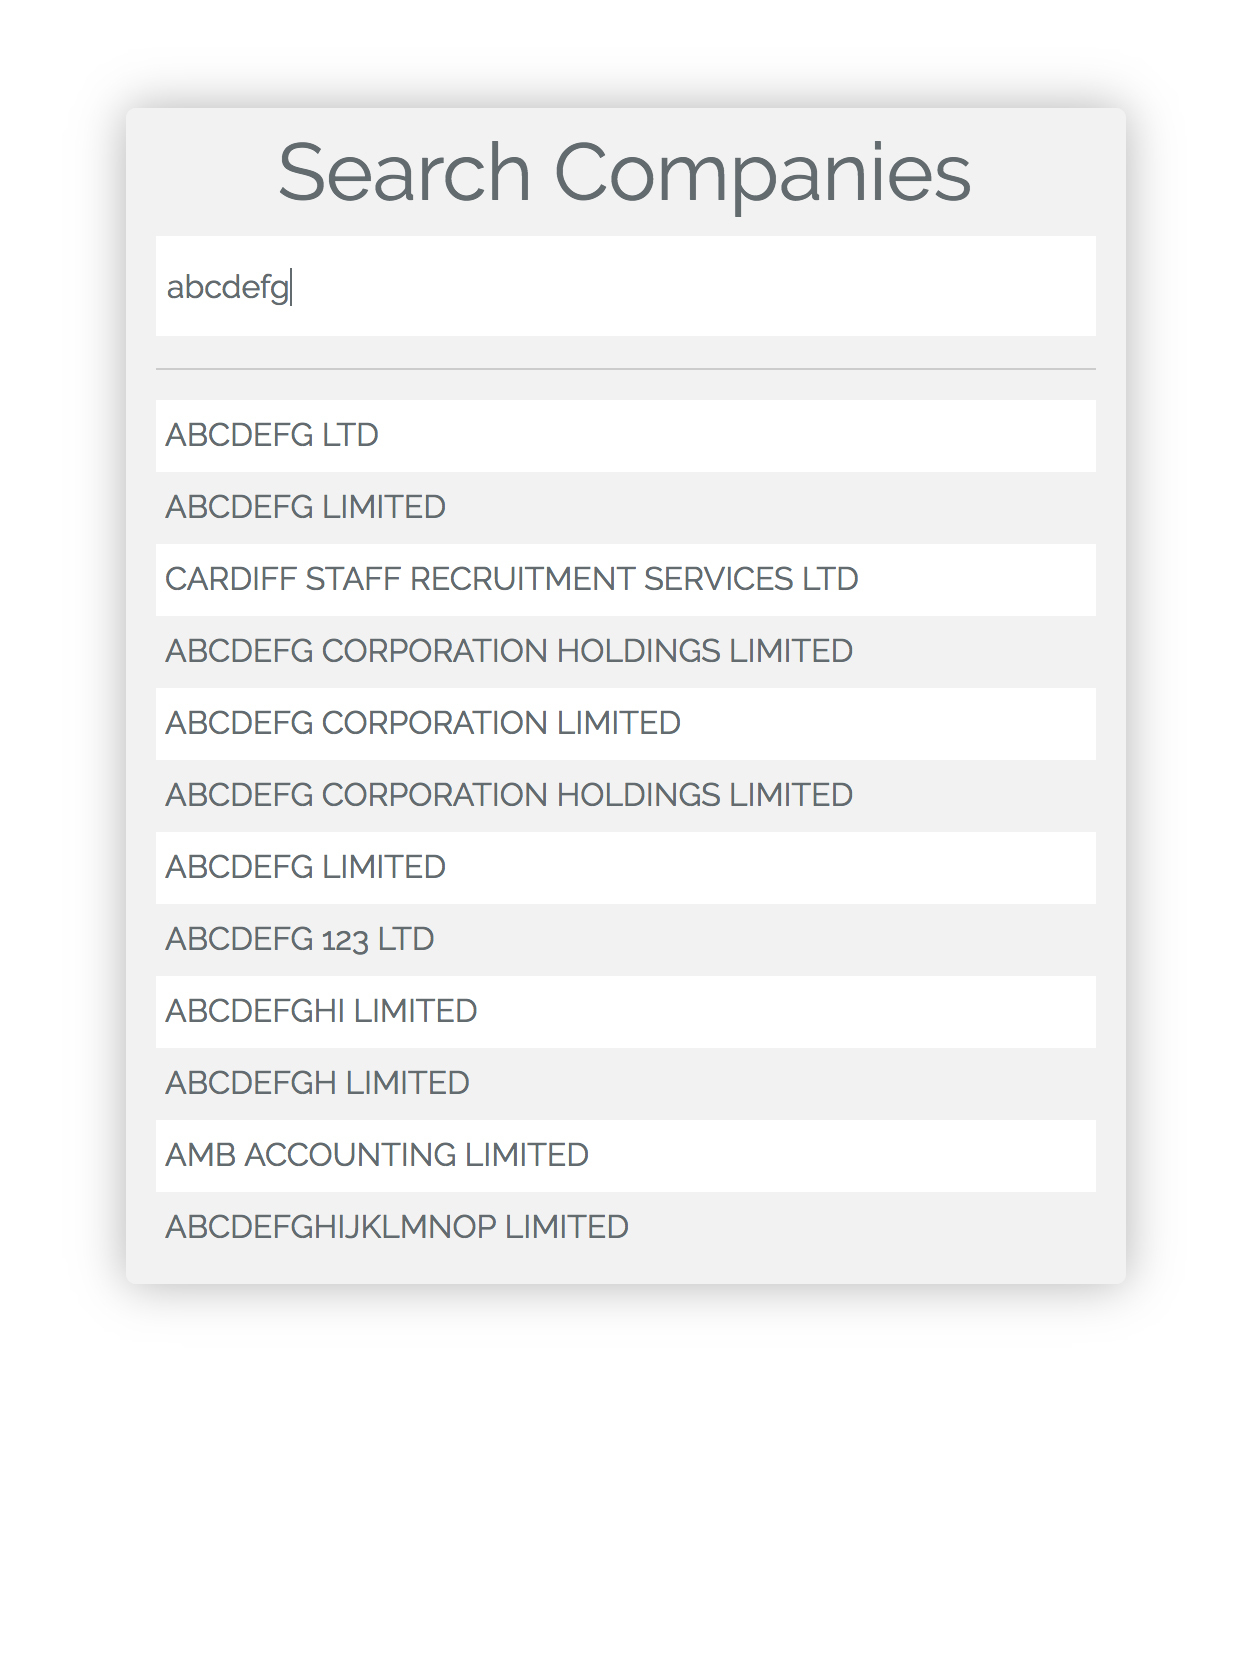 Search Companies
abcdefg
ABCDEFG LTD
ABCDEFG LIMITED
CARDIFF STAFF RECRUITMENT SERVICES LTD
ABCDEFG CORPORATION HOLDINGS LIMITED
ABCDEFG CORPORATION LIMITED
ABCDEFG CORPORATION HOLDINGS LIMITED
ABCDEFG LIMITED
ABCDEFG 123 LTD
ABCDEFGHI LIMITED
ABCDEFGH LIMITED
AMB ACCOUNTING LIMITED
ABCDEFGHIJKLMNOP LIMITED